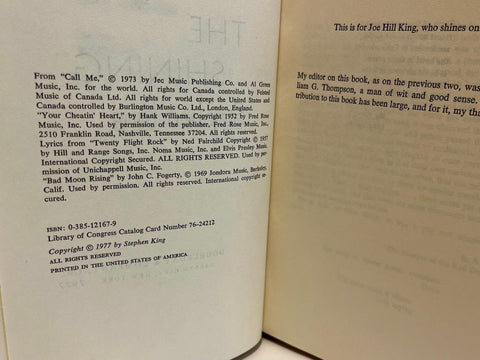 From "Call Me," © 1973 by Jec Music Publishing Co. and Al Green
Music, Inc. for the world. All rights for Canada controlled by Felsted
Music of Canada Ltd. All rights for world except the United States and
Canada controlled by Burlington Music Co. Ltd., London, England.
"Your Cheatin' Heart," by Hank Williams. Copyright 1952 by Fred Rose
Music, Inc. Used by permission of the publisher, Fred Rose Music, Inc.
2510 Franklin Road, Nashville, Tennessee 37204. All rights reserved.
Lyrics from "Twenty Flight Rock" by Ned Fairchild Copyright © 1957
by Hill and Range Songs, Inc. Noma Music, Inc. and Elvis Presley Music.
International Copyright Secured. ALL RIGHTS RESERVED. Used by permission of
Unichappell Music, Inc.
"Bad Moon Rising" by John C. Fogerty, © 1969 Jondora Music, Berkeley,
Calif. Used by permission. All rights reserved. International copyright se-
cured.
ISBN: 0-385-12167-9
Library of Congress Catalog Card Number 76-24212
Copyright © 1977 by Stephen King
ALL RIGHTS RESERVED
PRINTED IN THE UNITED STATES OF AMERICA
THE
SHINING
This is for Joe Hill King, who shines on
My editor on this book, as on the previous two, was
liam G. Thompson, a man of wit and good sense.
tribution to this book has been large, and for it, my tha